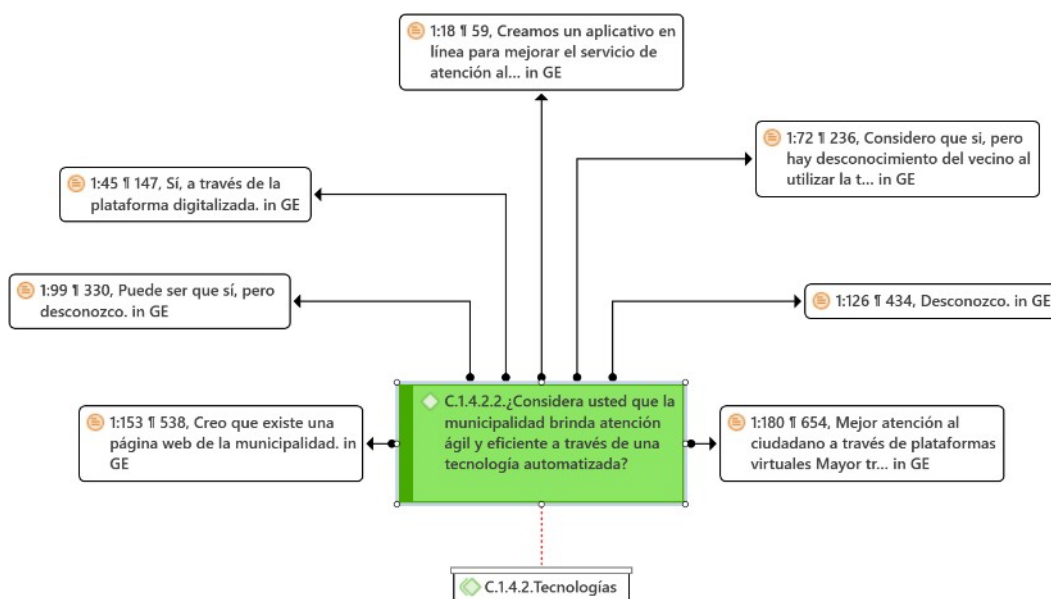 1:18 ¶ 59, Creamos un aplicativo en
línea para mejorar el servicio de
atención al... in GE
1:72 ¶ 236, Considero que si, pero
hay desconocimiento del vecino al
utilizar la t... in GE
1:45 ¶ 147, Sí, a través de la
plataforma digitalizada. in GE
1:99 ¶ 330, Puede ser que sí, pero
desconozco. in GE
1:126 ¶ 434, Desconozco. in GE
C.1.4.2.2.¿Considera usted que la
municipalidad brinda atención
ágil y eficiente a través de una
tecnología automatizada?
1:153 ¶ 538, Creo que existe una
página web de la municipalidad. in
GE
1:180 ¶ 654, Mejor atención al
ciudadano a través de plataformas
virtuales Mayor tr... in GE
C.1.4.2.Tecnologías